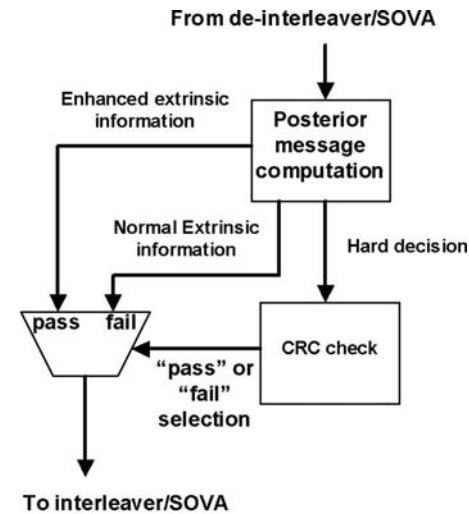 From de-interleaver/SOVA
Enhanced extrinsic
information
Posterior
message
computation
Normal Extrinsic
information
Hard decision
pass fail
CRC check
“pass” or
“fail”
selection
To interleaver/SOVA